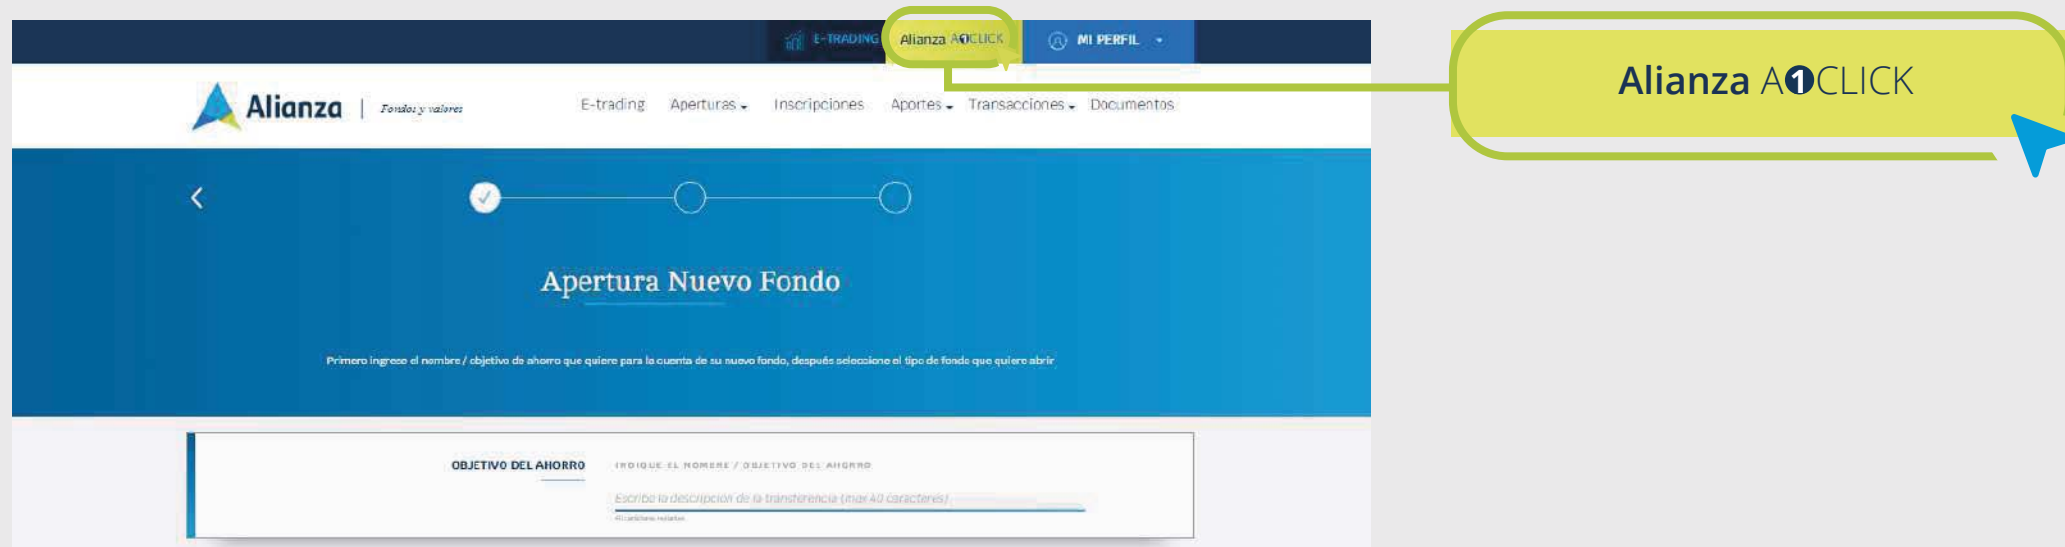 E-TRADING Alianza A1CLICK MI PERFIL
Alianza A1CLICK
Alianza | Fondos y valores E-trading Aperturas Inscripciones Aportes Transacciones Documentos
Apertura Nuevo Fondo
Primero ingrese el nombre / objetivo de ahorro que quiere para la cuenta de su nuevo fondo, después seleccione el tipo de fondo que quiere abrir
OBJETIVO DEL AHORRO INDIQUE EL NOMBRE / OBJETIVO DEL AHORRO
Escribe la descripción de la transferencia (max 40 caracteres)